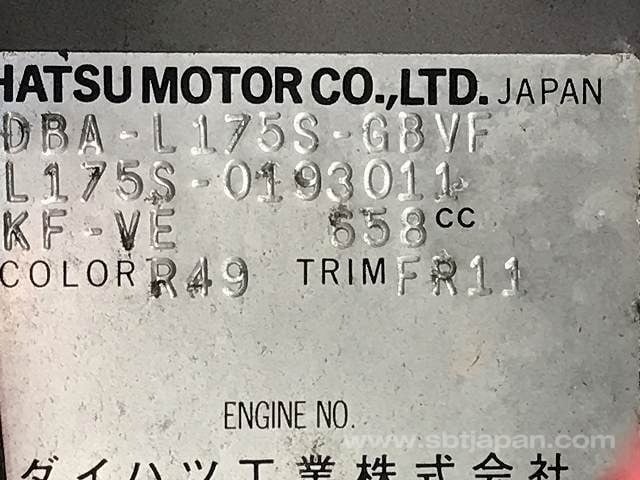 HATSU MOTOR CO.,LTD. JAPAN
DBA-L175S-GBVF
L175S-0193011
KF-VE 658 CC
COLOR R49 TRIM FR11
ENGINE NO.
www.sbtjapan.com
ダイハツ工業株式会社